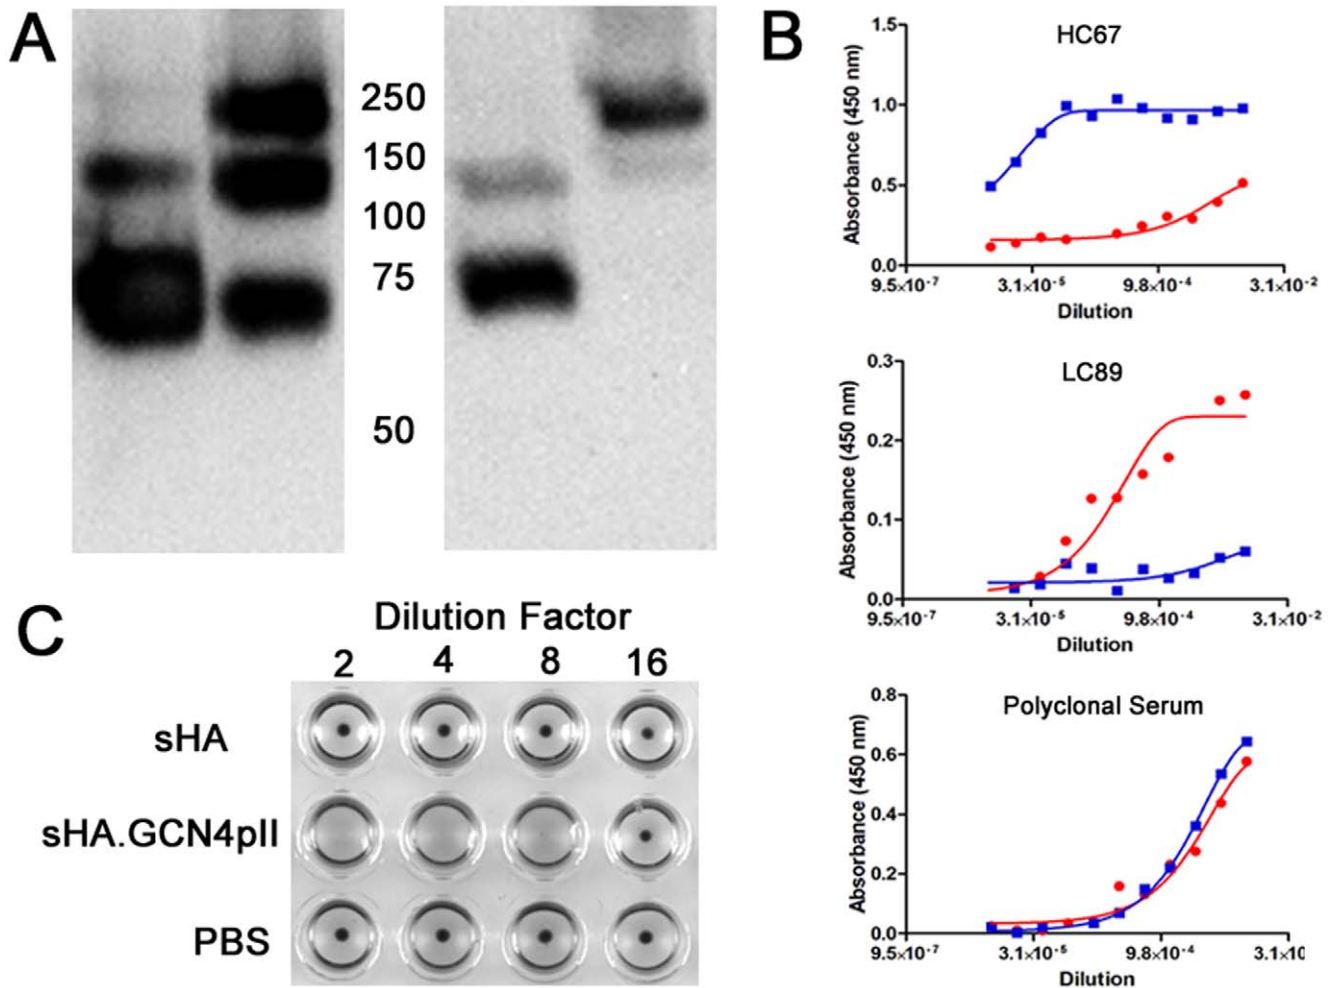 A
250
150
100
75
50
B
HC67
1.5
1.0
0.5
0.0
Absorbance (450 nm)
9.5x10⁻⁷ 3.1x10⁻⁵ 9.8x10⁻⁴ 3.1x10⁻²
Dilution
LC89
0.3
0.2
0.1
0.0
Absorbance (450 nm)
9.5x10⁻⁷ 3.1x10⁻⁵ 9.8x10⁻⁴ 3.1x10⁻²
Dilution
Polyclonal Serum
0.8
0.6
0.4
0.2
0.0
Absorbance (450 nm)
9.5x10⁻⁷ 3.1x10⁻⁵ 9.8x10⁻⁴ 3.1x10
Dilution
C
Dilution Factor
2 4 8 16
sHA
sHA.GCN4pII
PBS